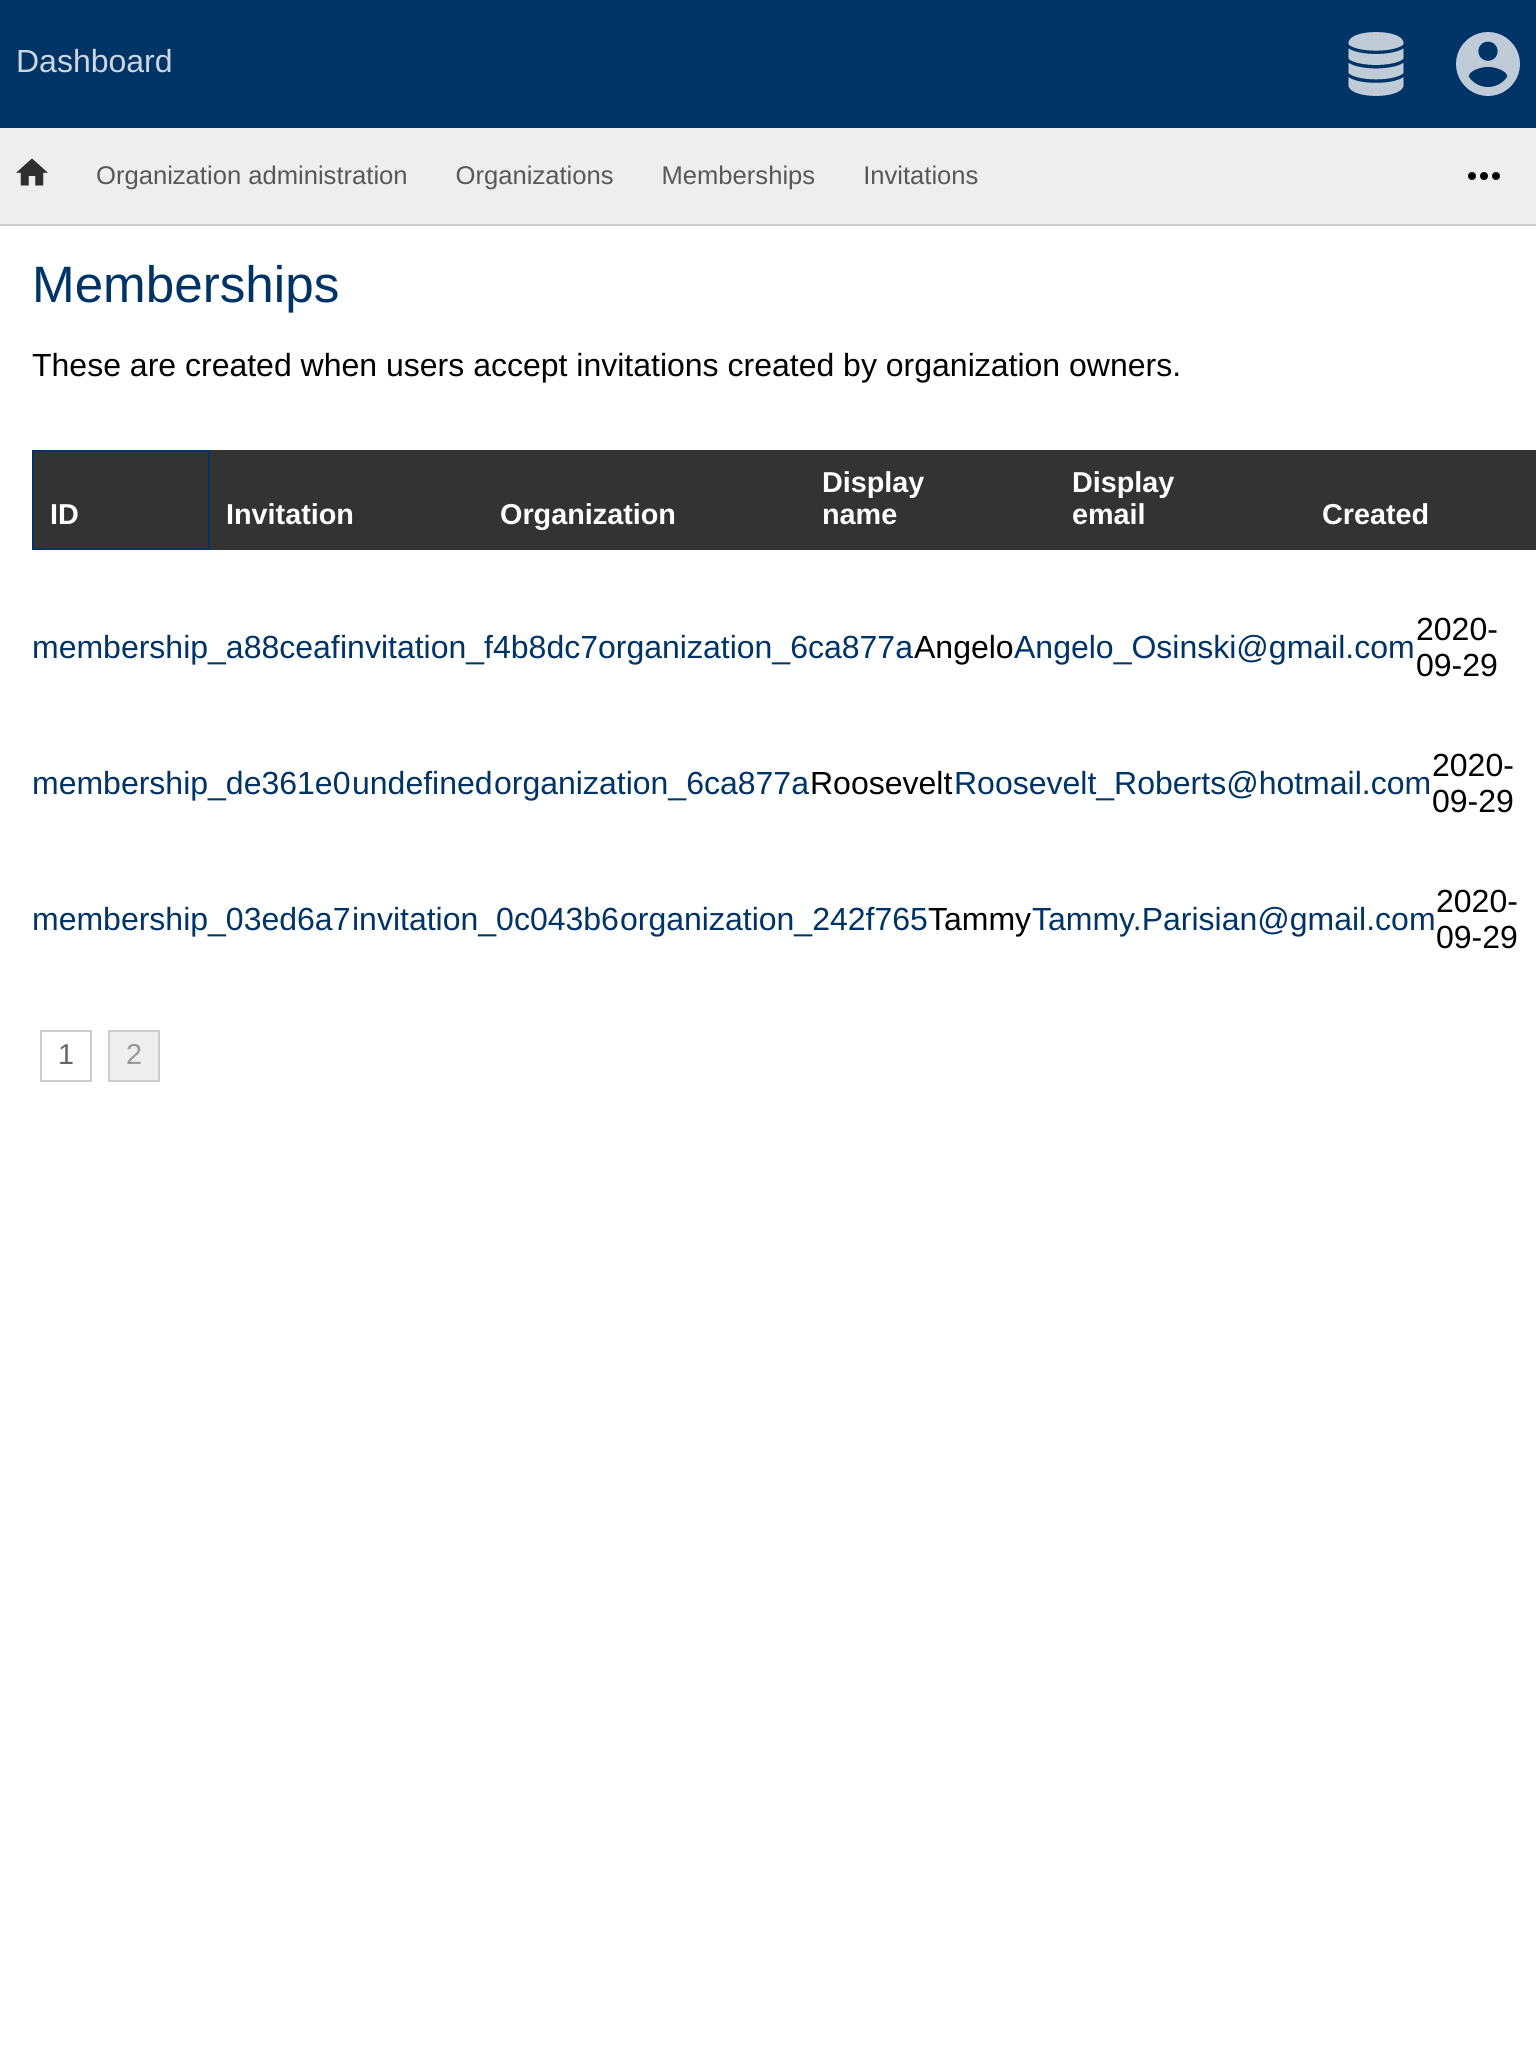 Dashboard
Organization administration Organizations Memberships Invitations
Memberships
These are created when users accept invitations created by organization owners.
ID Invitation Organization Display name Display email Created
membership_a88ceaf invitation_f4b8dc7 organization_6ca877a Angelo Angelo_Osinski@gmail.com 2020-09-29
membership_de361e0 undefined organization_6ca877a Roosevelt Roosevelt_Roberts@hotmail.com 2020-09-29
membership_03ed6a7 invitation_0c043b6 organization_242f765 Tammy Tammy.Parisian@gmail.com 2020-09-29
1 2